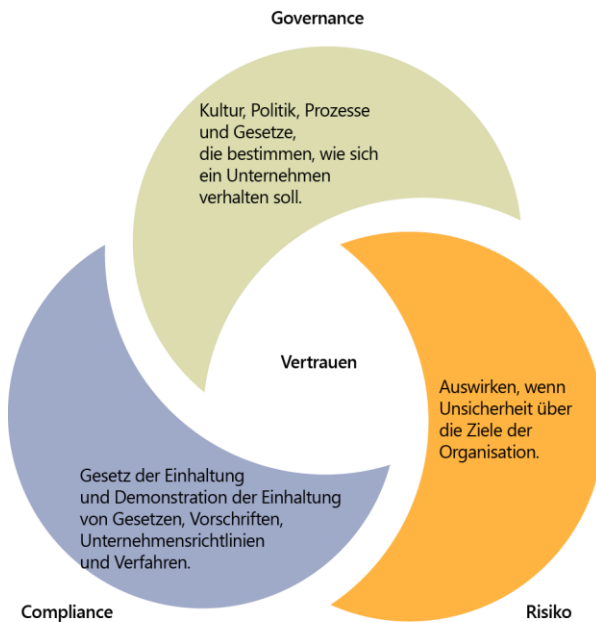 Governance
Kultur, Politik, Prozesse
und Gesetze,
die bestimmen, wie sich
ein Unternehmen
verhalten soll.
Vertrauen
Auswirken, wenn
Unsicherheit über
die Ziele der
Organisation.
Gesetz der Einhaltung
und Demonstration der Einhaltung
von Gesetzen, Vorschriften,
Unternehmensrichtlinien
und Verfahren.
Compliance
Risiko